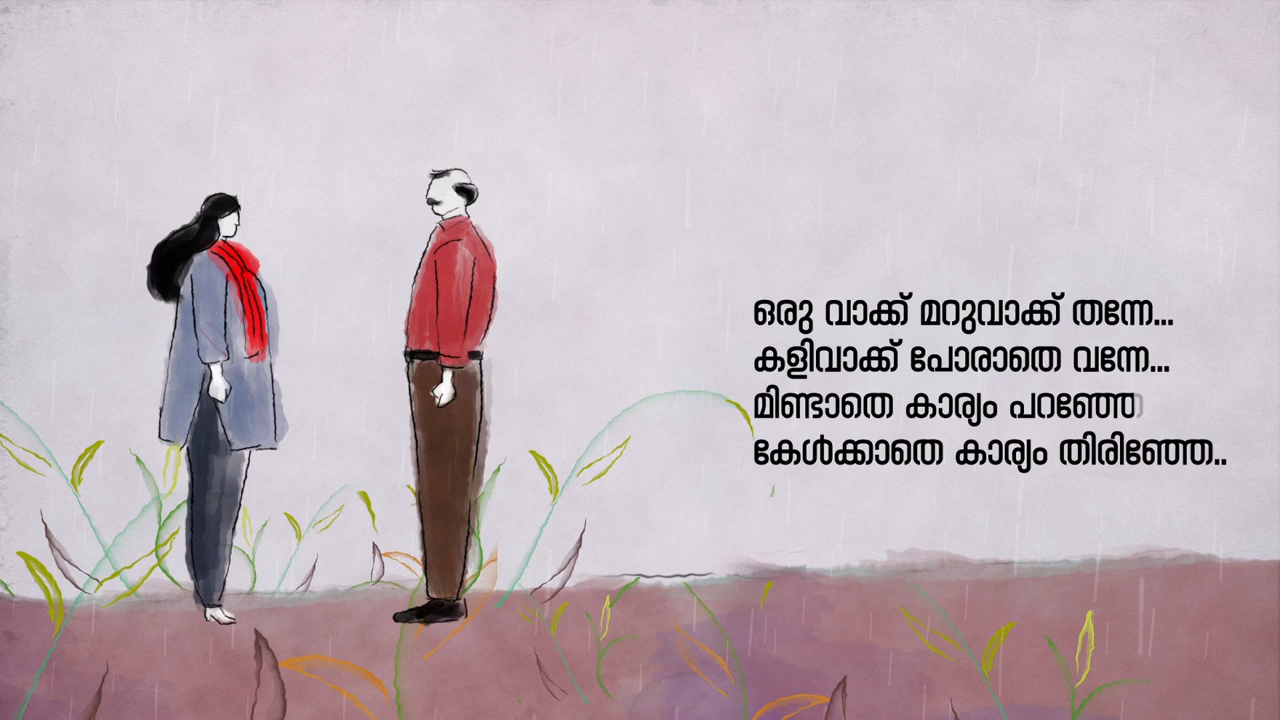 ഒരു വാക്ക് മറുവാക്ക് തന്നേ...
കളിവാക്ക് പോരാതെ വന്നേ...
മിണ്ടാതെ കാര്യം പറഞ്ഞേ
കേൾക്കാതെ കാര്യം തിരിഞ്ഞേ..